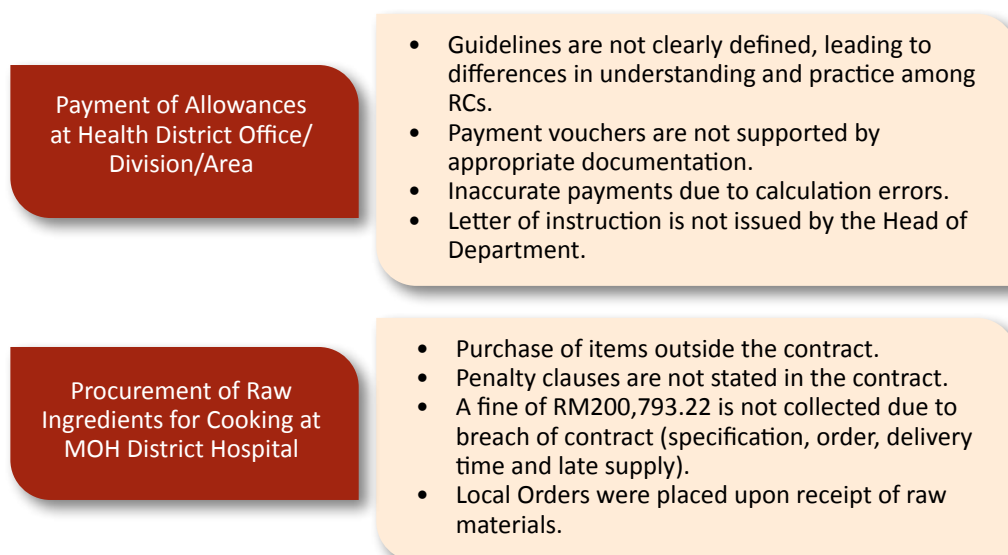 Payment of Allowances
at Health District Office/
Division/Area
• Guidelines are not clearly defined, leading to
differences in understanding and practice among
RCs.
• Payment vouchers are not supported by
appropriate documentation.
• Inaccurate payments due to calculation errors.
• Letter of instruction is not issued by the Head of
Department.
Procurement of Raw
Ingredients for Cooking at
MOH District Hospital
• Purchase of items outside the contract.
• Penalty clauses are not stated in the contract.
• A fine of RM200,793.22 is not collected due to
breach of contract (specification, order, delivery
time and late supply).
• Local Orders were placed upon receipt of raw
materials.